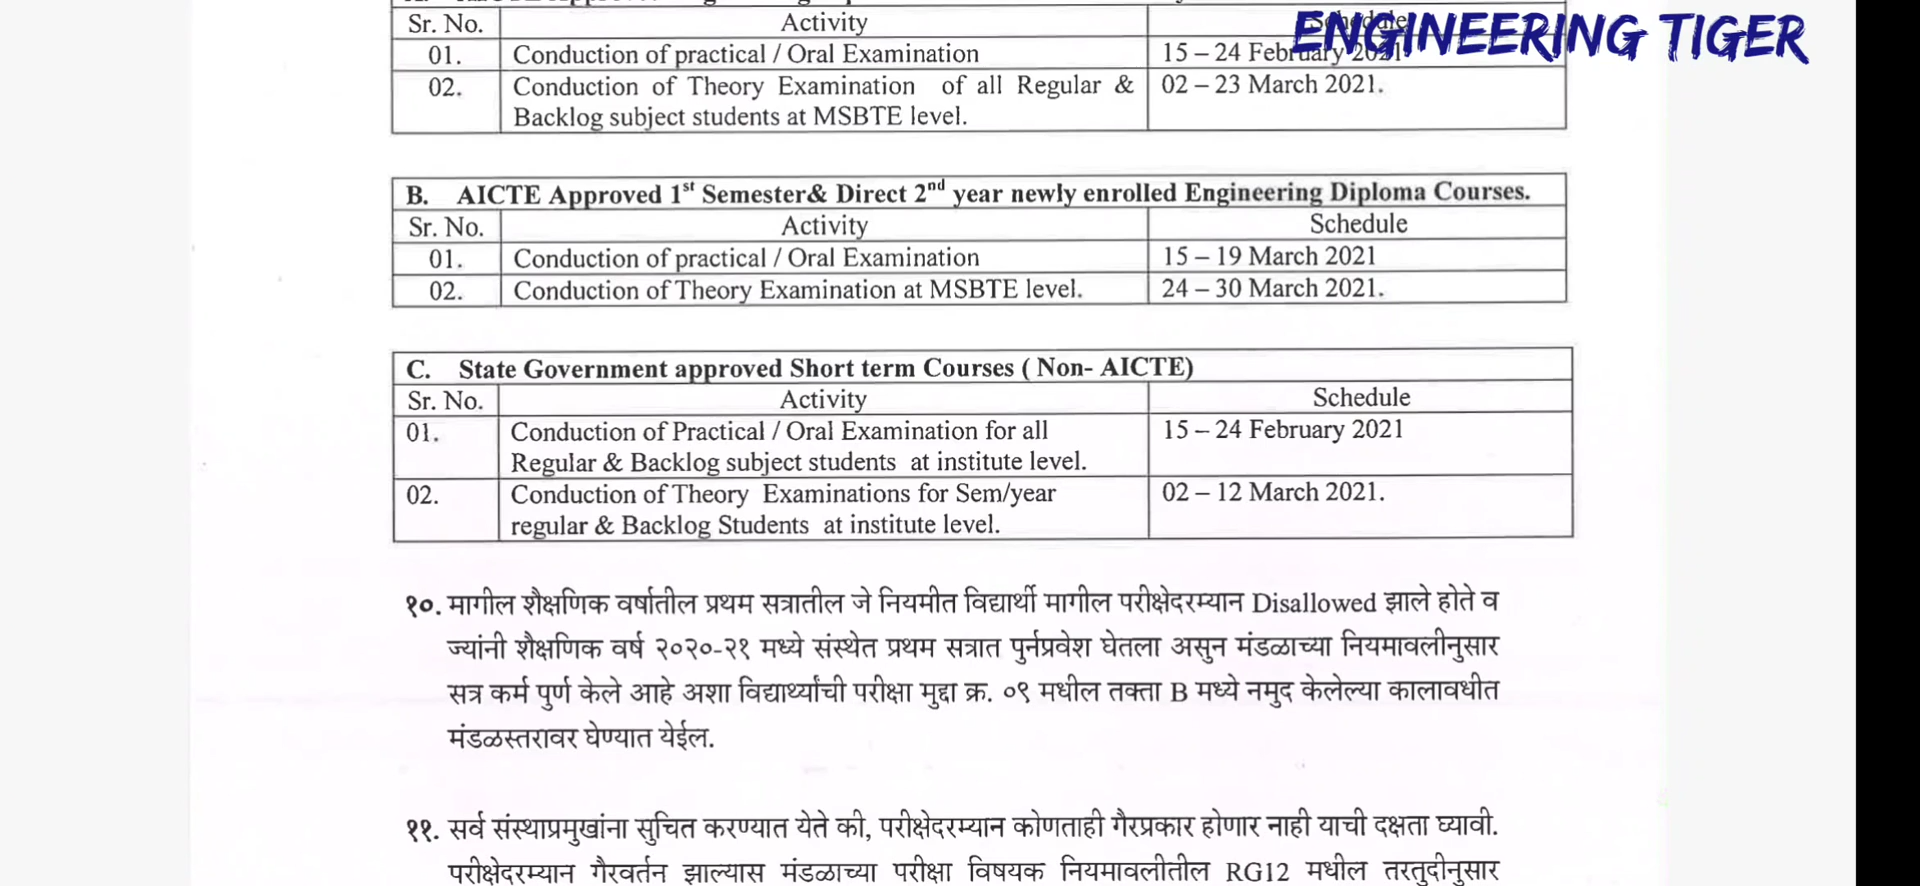 ENGINEERING TIGER
Sr. No. Activity Schedule
01. Conduction of practical / Oral Examination 15 – 24 February 2021
02. Conduction of Theory Examination of all Regular & 02 – 23 March 2021.
Backlog subject students at MSBTE level.
B. AICTE Approved 1st Semester& Direct 2nd year newly enrolled Engineering Diploma Courses.
Sr. No. Activity Schedule
01. Conduction of practical / Oral Examination 15 – 19 March 2021
02. Conduction of Theory Examination at MSBTE level. 24 – 30 March 2021.
C. State Government approved Short term Courses ( Non- AICTE)
Sr. No. Activity Schedule
01. Conduction of Practical / Oral Examination for all 15 – 24 February 2021
Regular & Backlog subject students at institute level.
02. Conduction of Theory Examinations for Sem/year 02 – 12 March 2021.
regular & Backlog Students at institute level.
१०. मागील शैक्षणिक वर्षातील प्रथम सत्रातील जे नियमीत विद्यार्थी मागील परीक्षेदरम्यान Disallowed झाले होते व
ज्यांनी शैक्षणिक वर्ष २०२०-२१ मध्ये संस्थेत प्रथम सत्रात पुर्नप्रवेश घेतला असुन मंडळाच्या नियमावलीनुसार
सत्र कर्म पुर्ण केले आहे अशा विद्यार्थ्यांची परीक्षा मुद्दा क्र. ०९ मधील तक्ता B मध्ये नमुद केलेल्या कालावधीत
मंडळस्तरावर घेण्यात येईल.
११. सर्व संस्थाप्रमुखांना सुचित करण्यात येते की, परीक्षेदरम्यान कोणताही गैरप्रकार होणार नाही याची दक्षता घ्यावी.
परीक्षेदरम्यान गैरवर्तन झाल्यास मंडळाच्या परीक्षा विषयक नियमावलीतील RG12 मधील तरतुदीनुसार